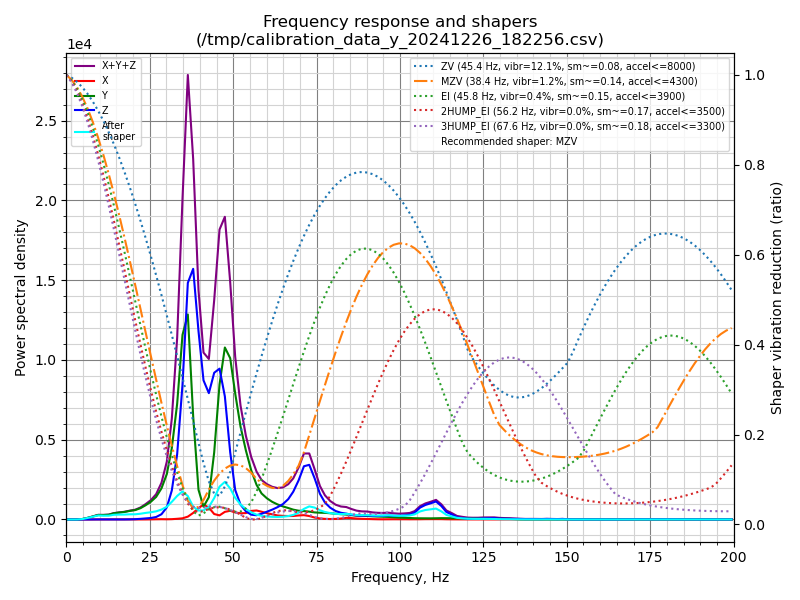 Frequency response and shapers
(/tmp/calibration_data_y_20241226_182256.csv)
1e4
X+Y+Z
X
Y
Z
After
shaper
ZV (45.4 Hz, vibr=12.1%, sm~=0.08, accel<=8000)
MZV (38.4 Hz, vibr=1.2%, sm~=0.14, accel<=4300)
EI (45.8 Hz, vibr=0.4%, sm~=0.15, accel<=3900)
2HUMP_EI (56.2 Hz, vibr=0.0%, sm~=0.17, accel<=3500)
3HUMP_EI (67.6 Hz, vibr=0.0%, sm~=0.18, accel<=3300)
Recommended shaper: MZV
Power spectral density
2.5
2.0
1.5
1.0
0.5
0.0
1.0
0.8
0.6
0.4
0.2
0.0
Shaper vibration reduction (ratio)
0 25 50 75 100 125 150 175 200
Frequency, Hz